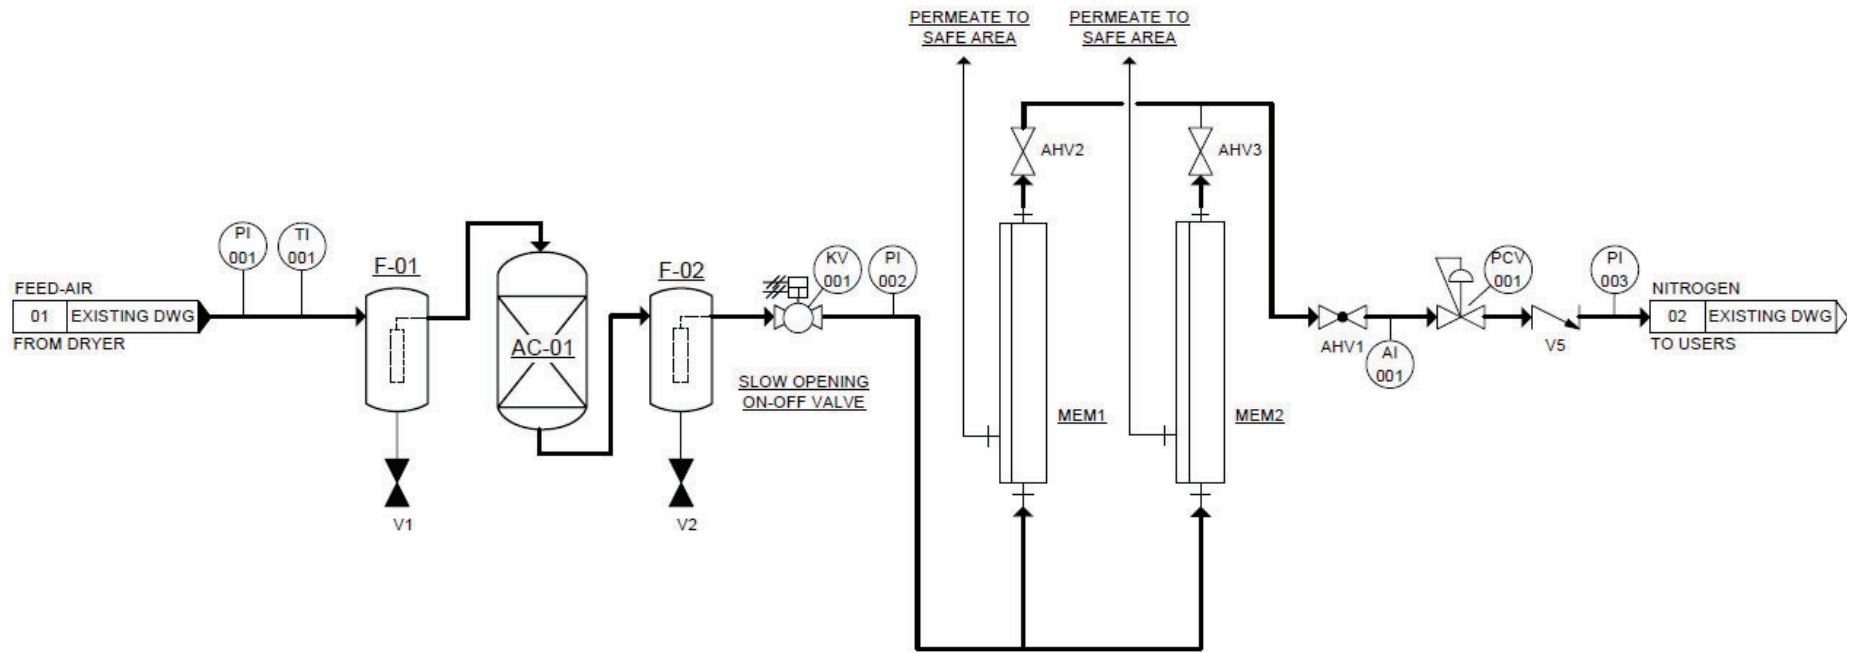 PERMEATE TO
SAFE AREA
PERMEATE TO
SAFE AREA
AHV2
AHV3
PI
001
TI
001
F-01
F-02
KV
001
PI
002
PCV
001
PI
003
FEED-AIR
01 EXISTING DWG
FROM DRYER
AC-01
NITROGEN
02 EXISTING DWG
TO USERS
AHV1
AI
001
V5
SLOW OPENING
ON-OFF VALVE
MEM1
MEM2
V1
V2